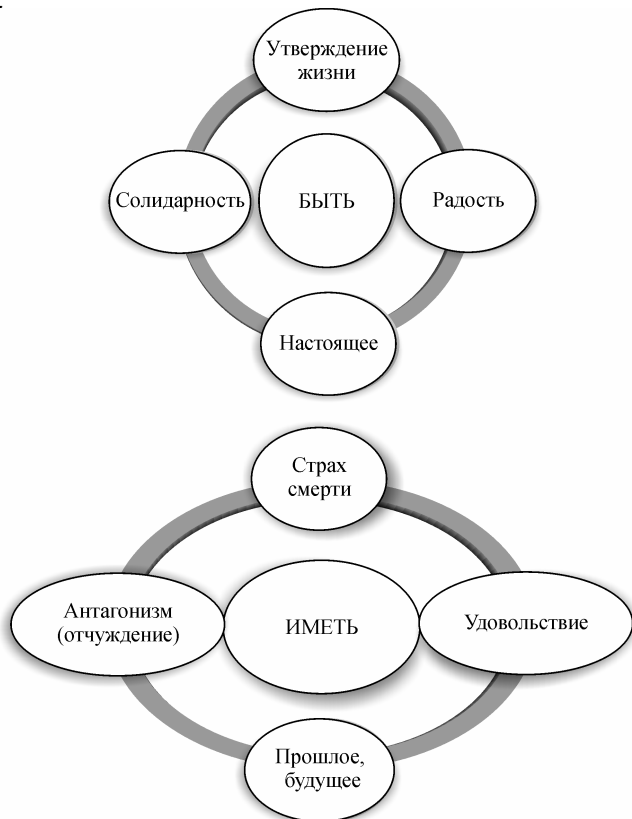 Утверждение
жизни
Солидарность
БЫТЬ
Радость
Настоящее
Страх
смерти
Антагонизм
(отчуждение)
ИМЕТЬ
Удовольствие
Прошлое,
будущее